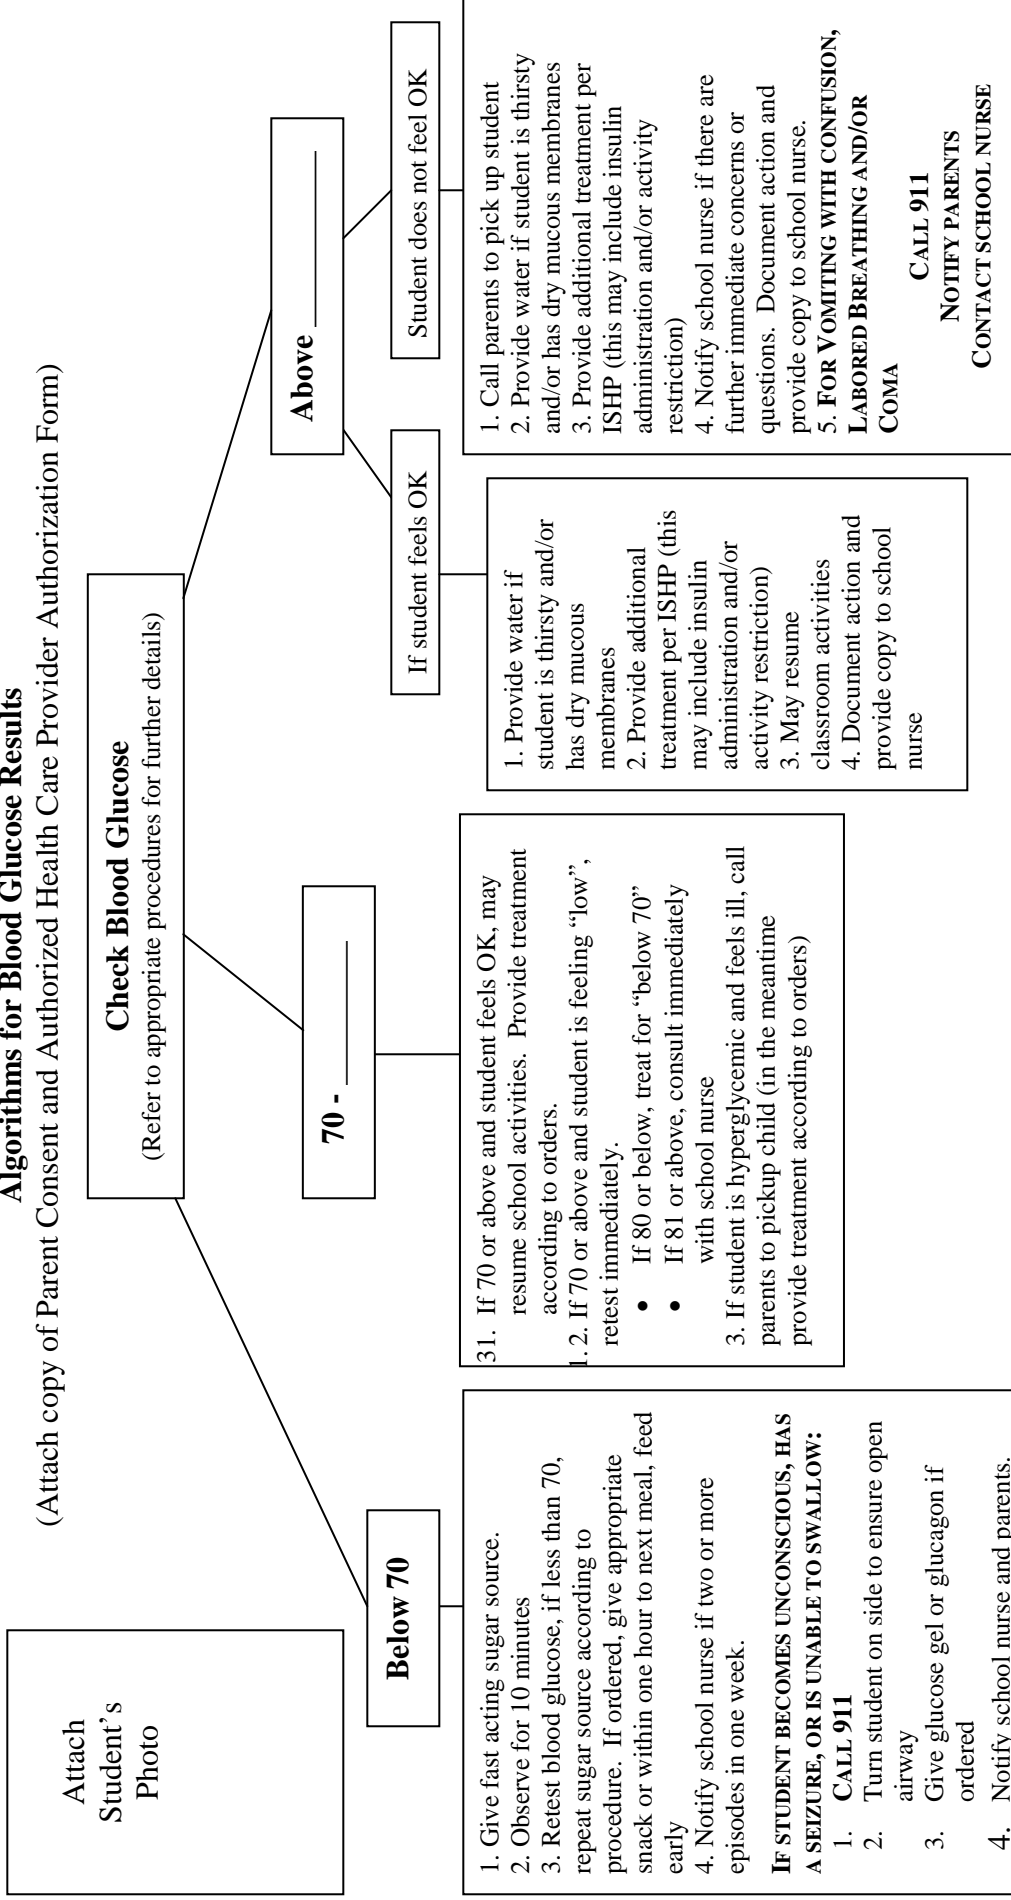 Algorithms for Blood Glucose Results
(Attach copy of Parent Consent and Authorized Health Care Provider Authorization Form)
Attach
Student's
Photo
Check Blood Glucose
(Refer to appropriate procedures for further details)
Below 70
70 - ________
Above __________
If student feels OK
Student does not feel OK
1. Give fast acting sugar source.
2. Observe for 10 minutes
3. Retest blood glucose, if less than 70,
repeat sugar source according to
procedure. If ordered, give appropriate
snack or within one hour to next meal, feed
early
4. Notify school nurse if two or more
episodes in one week.
IF STUDENT BECOMES UNCONSCIOUS, HAS
A SEIZURE, OR IS UNABLE TO SWALLOW:
1. CALL 911
2. Turn student on side to ensure open
airway
3. Give glucose gel or glucagon if
ordered
4. Notify school nurse and parents.
31. If 70 or above and student feels OK, may
resume school activities. Provide treatment
according to orders.
1.2. If 70 or above and student is feeling “low”,
retest immediately.
• If 80 or below, treat for “below 70”
• If 81 or above, consult immediately
with school nurse
3. If student is hyperglycemic and feels ill, call
parents to pickup child (in the meantime
provide treatment according to orders)
1. Provide water if
student is thirsty and/or
has dry mucous
membranes
2. Provide additional
treatment per ISHP (this
may include insulin
administration and/or
activity restriction)
3. May resume
classroom activities
4. Document action and
provide copy to school
nurse
1. Call parents to pick up student
2. Provide water if student is thirsty
and/or has dry mucous membranes
3. Provide additional treatment per
ISHP (this may include insulin
administration and/or activity
restriction)
4. Notify school nurse if there are
further immediate concerns or
questions. Document action and
provide copy to school nurse.
5. FOR VOMITING WITH CONFUSION,
LABORED BREATHING AND/OR
COMA
CALL 911
NOTIFY PARENTS
CONTACT SCHOOL NURSE